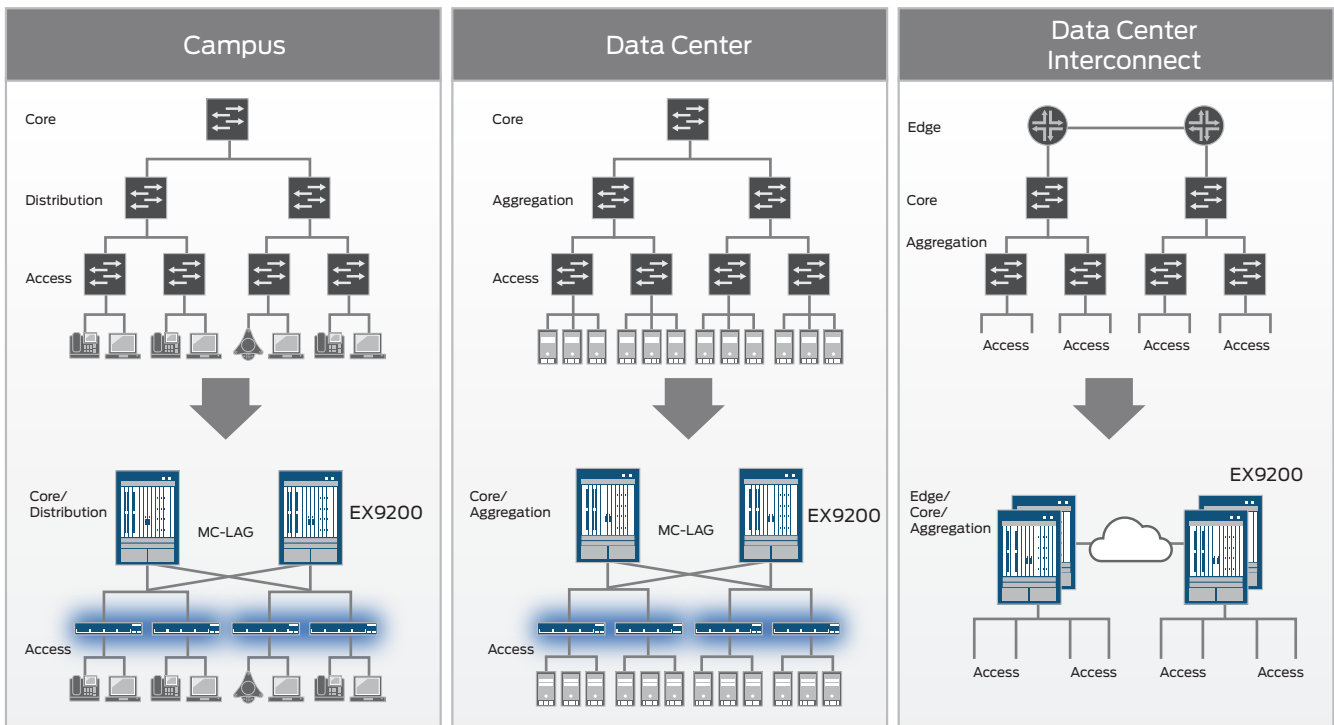 Campus
Core
Distribution
Access
Core/
Distribution
MC-LAG
EX9200
Access
Data Center
Core
Aggregation
Access
Core/
Aggregation
MC-LAG
EX9200
Access
Data Center
Interconnect
Edge
Core
Aggregation
Access Access Access Access
EX9200
Edge/
Core/
Aggregation
Access Access Access Access